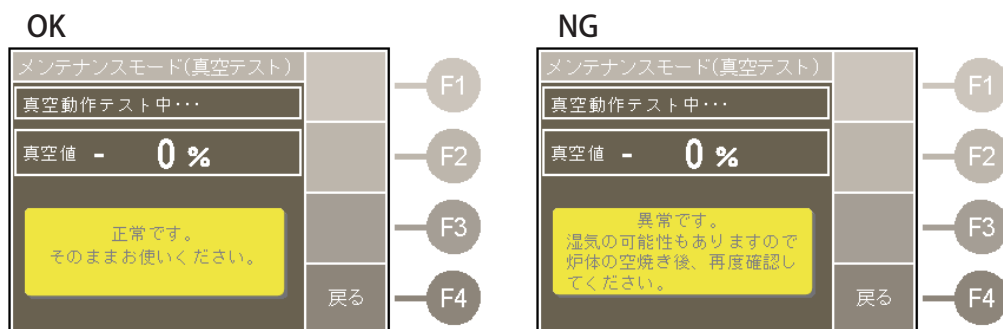 OK
メンテナンスモード(真空テスト)
真空動作テスト中･･･
真空値 - 0 %
正常です。
そのままお使いください。
戻る
F1
F2
F3
F4
NG
メンテナンスモード(真空テスト)
真空動作テスト中･･･
真空値 - 0 %
異常です。
湿気の可能性もありますので
炉体の空焼き後、再度確認し
てください。
戻る
F1
F2
F3
F4